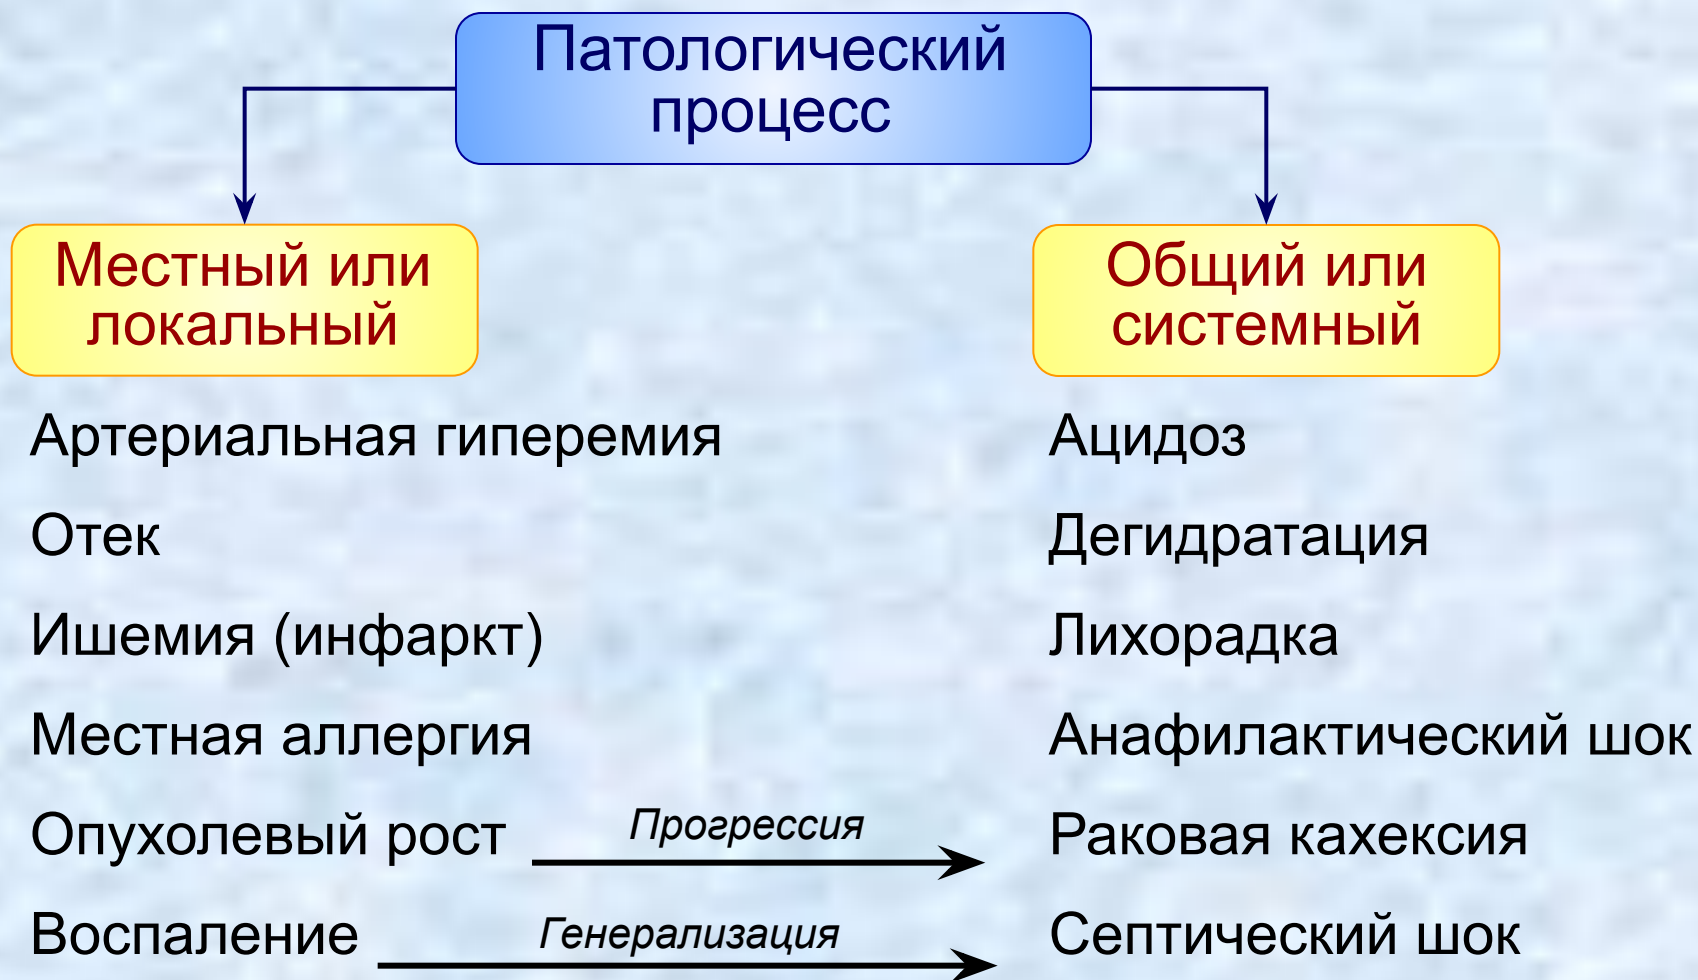 Патологический
процесс
Местный или
локальный
Общий или
системный
Артериальная гиперемия
Ацидоз
Отек
Дегидратация
Ишемия (инфаркт)
Лихорадка
Местная аллергия
Анафилактический шок
Опухолевый рост
Прогрессия
Раковая кахексия
Воспаление
Генерализация
Септический шок